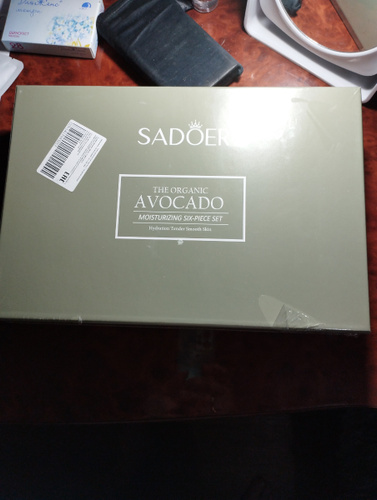 SADOER
THE ORGANIC
AVOCADO
MOISTURIZING SIX-PIECE SET
Hydration Tender Smooth Skin